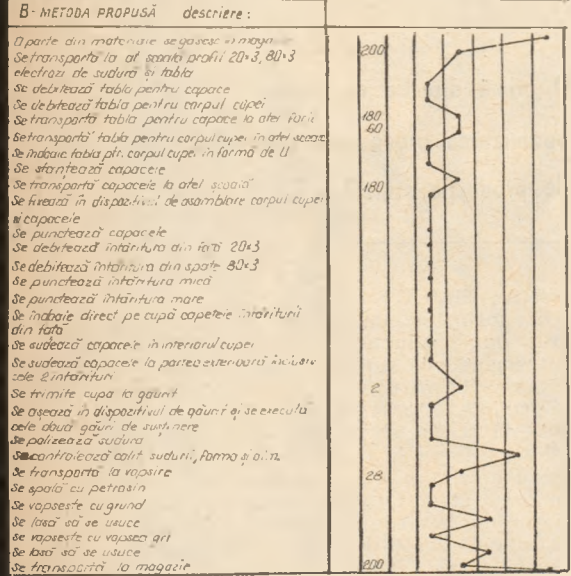 B- METODA PROPUSĂ descriere:
O parte din materiale se găsesc în magazie
Se transportă la at. școală profil 20×3, 80×3
electrozi de sudură și tabla
Se debitează tabla pentru capace
Se debitează tabla pentru corpul cupei
Se transportă tabla pentru capace la atel.
Se transportă tabla pentru corpul cupei în atel școală
Se îndoaie tabla ptr. corpul cupei în formă de U
Se ștanțează capacele
Se transportă capacele la atel școală
Se fixează în dispozitivul de asamblare corpul cupei
și capacele
Se punctează capacele
Se debitează întăritura din față 20×3
Se debitează întăritura din spate 80×3
Se punctează întăritura mică
Se punctează întăritura mare
Se îndoaie direct pe cupă capetele întăriturii
din față
Se sudează capacele în interiorul cupei
Se sudează capacele la partea exterioară inclusiv
cele 2 întărituri
Se trimite cupa la găurit
Se așează în dispozitivul de găurit și se execută
cele două găuri de susținere
Se polizează sudura
Se controlează calit. sudurii, forma și dim.
Se transportă la vopsire
Se spală cu petrosin
Se vopsește cu grund
Se lasă să se usuce
Se vopsește cu vopsea gri
Se lasă să se usuce
Se transportă la magazie
200
180
60
180
2
28
200